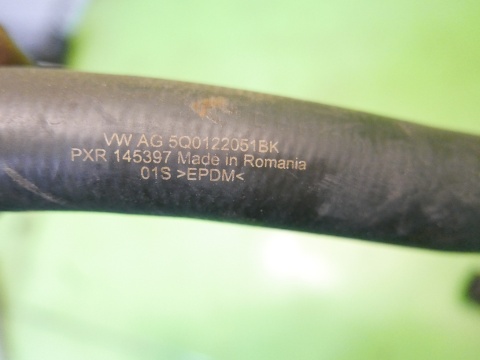 VW AG 5Q0122051BK
PXR 145397 Made in Romania
01S >EPDM<